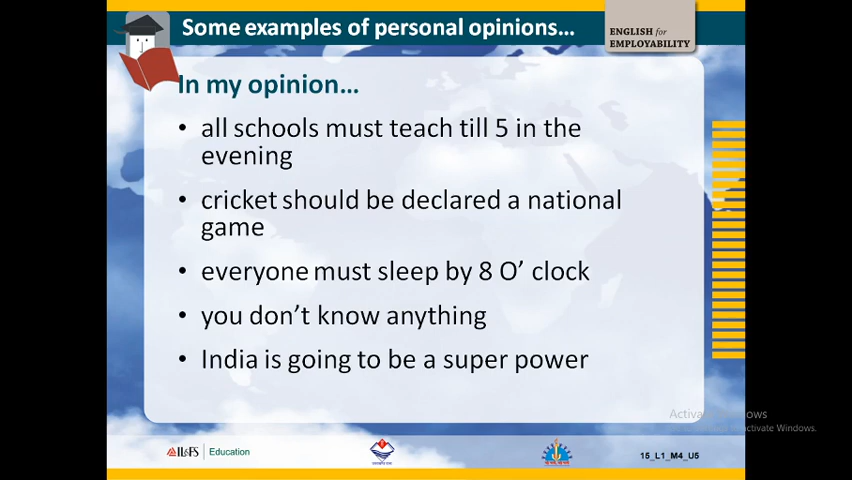 Some examples of personal opinions...
ENGLISH for
EMPLOYABILITY
In my opinion...
• all schools must teach till 5 in the
evening
• cricket should be declared a national
game
• everyone must sleep by 8 O’ clock
• you don’t know anything
• India is going to be a super power
IL&FS | Education
15_L1_M4_U5